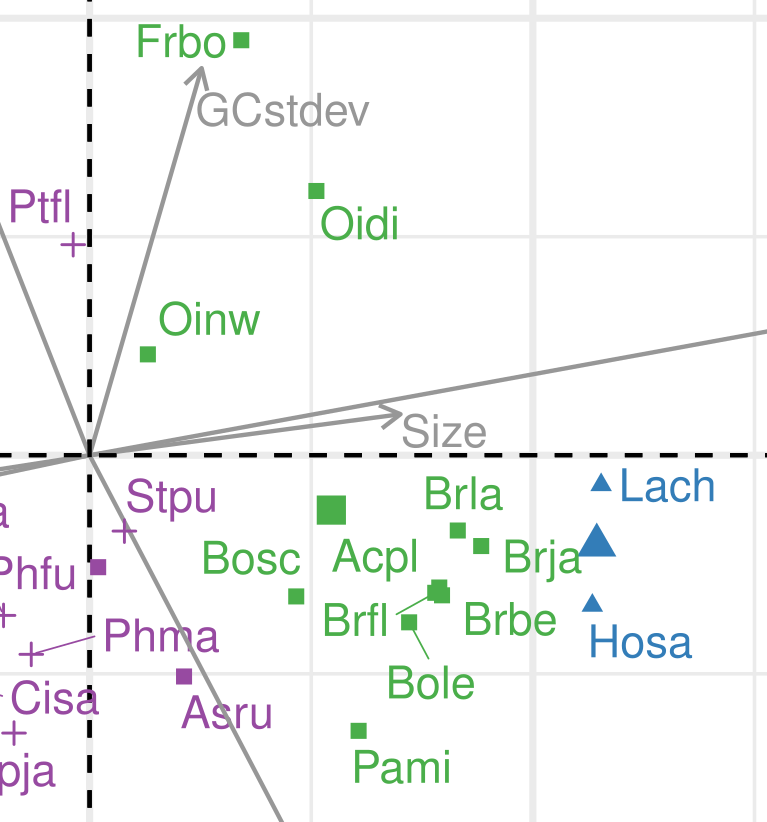 Frbo
GCstdev
Ptfl
Oidi
Oinw
Size
Lach
Stpu
Brla
a
Bosc
Acpl
Brja
Phfu
Brfl
Brbe
Phma
Hosa
Bole
Cisa
Asru
pja
Pami